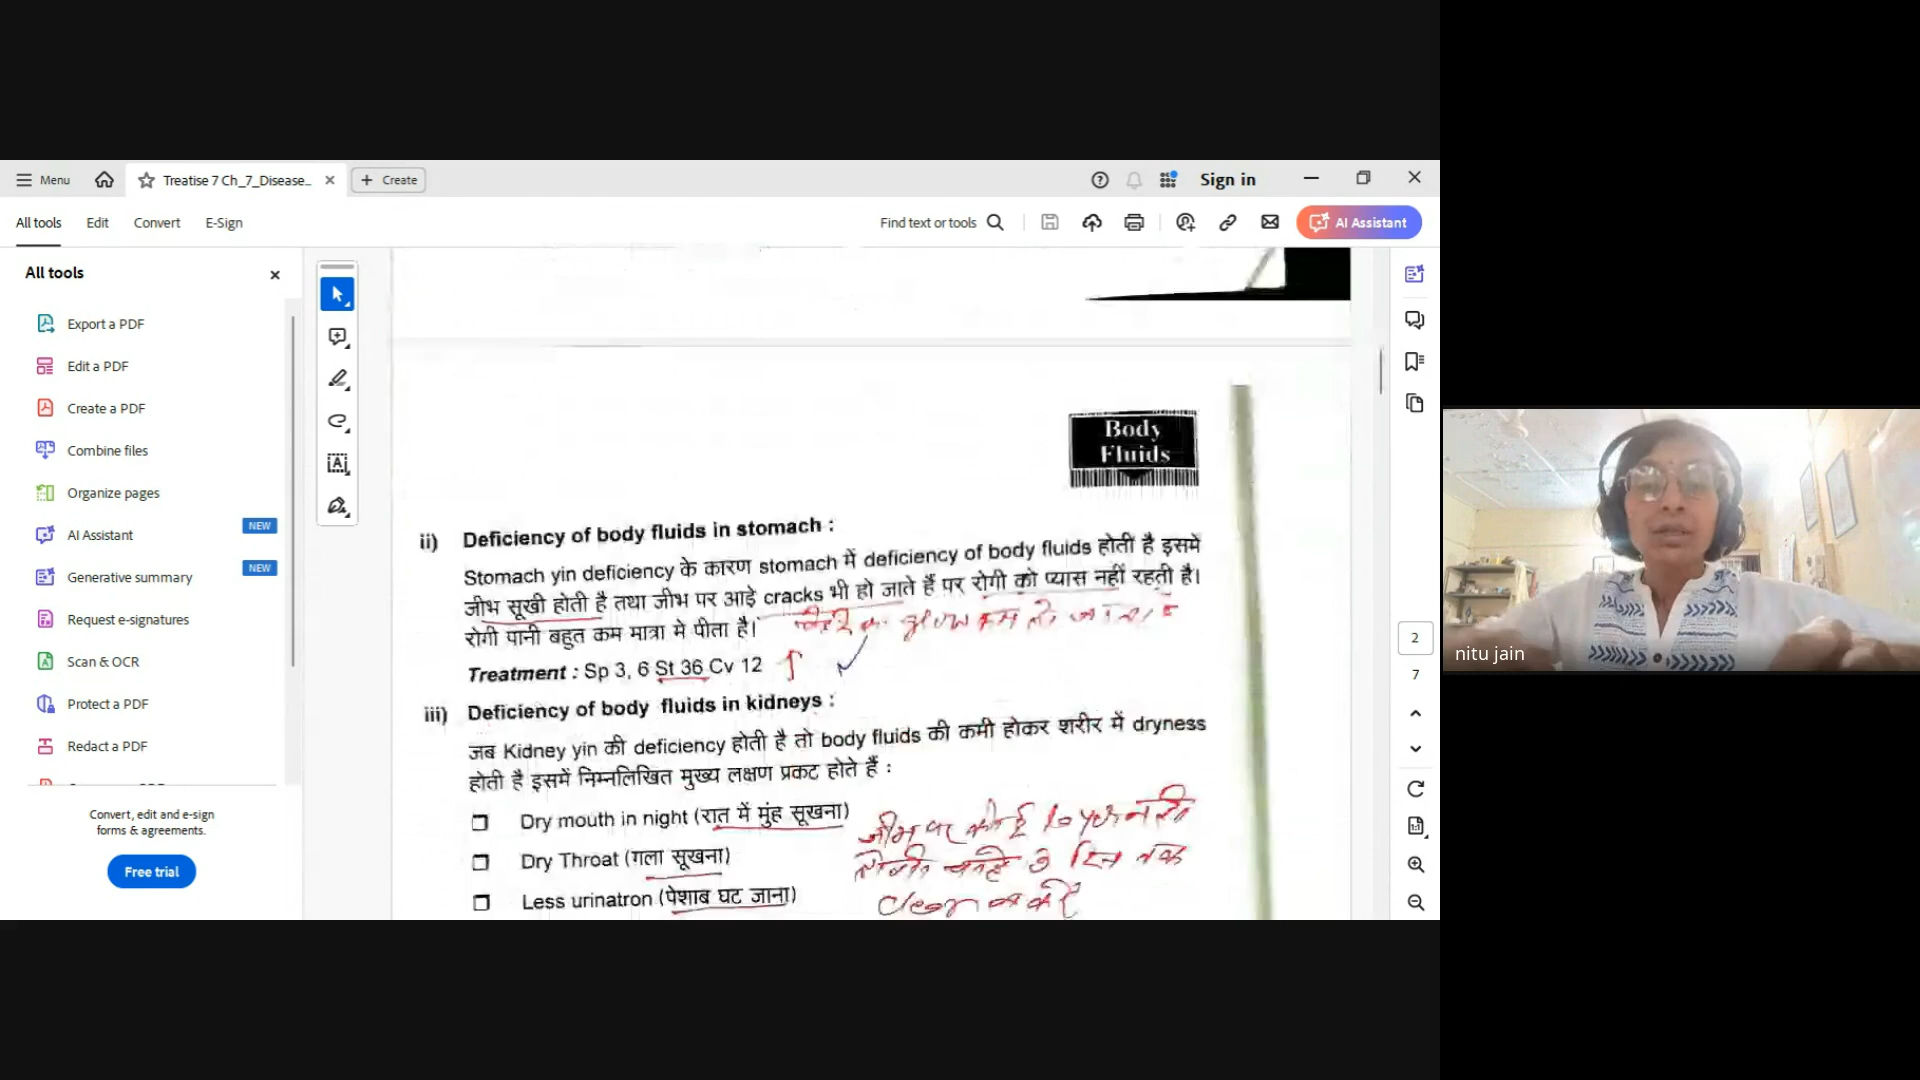 Menu
Treatise 7 Ch_7_Disease...
Create
Sign in
All tools
Edit
Convert
E-Sign
Find text or tools
AI Assistant
All tools
Export a PDF
Edit a PDF
Create a PDF
Combine files
Organize pages
AI Assistant
NEW
Generative summary
NEW
Request e-signatures
Scan & OCR
Protect a PDF
Redact a PDF
Convert, edit and e-sign
forms & agreements.
Free trial
Body
Fluids
ii) Deficiency of body fluids in stomach :
Stomach yin deficiency के कारण stomach में deficiency of body fluids होती है इसमें
जीभ सूखी होती है तथा जीभ पर आड़े cracks भी हो जाते हैं पर रोगी को प्यास नहीं रहती है।
रोगी पानी बहुत कम मात्रा मे पीता है।
Treatment : Sp 3, 6 St 36 Cv 12
iii) Deficiency of body fluids in kidneys :
जब Kidney yin की deficiency होती है तो body fluids की कमी होकर शरीर में dryness
होती है इसमें निम्नलिखित मुख्य लक्षण प्रकट होते हैं :
Dry mouth in night (रात में मुंह सूखना)
Dry Throat (गला सूखना)
Less urinatron (पेशाब घट जाना)
2
7
nitu jain